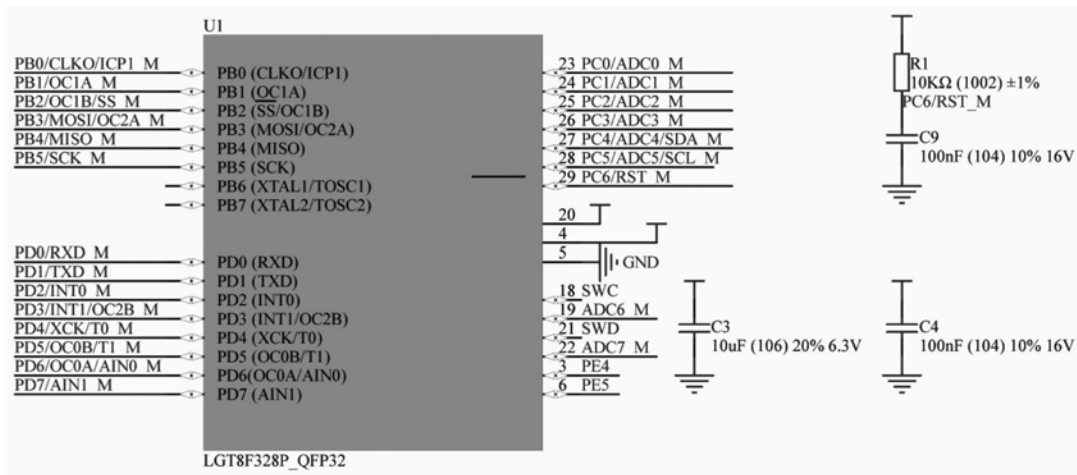 U1
PB0/CLKO/ICP1_M
PB1/OC1A_M
PB2/OC1B/SS_M
PB3/MOSI/OC2A_M
PB4/MISO_M
PB5/SCK_M
PD0/RXD_M
PD1/TXD_M
PD2/INT0_M
PD3/INT1/OC2B_M
PD4/XCK/T0_M
PD5/OC0B/T1_M
PD6/OC0A/AIN0_M
PD7/AIN1_M
PB0 (CLKO/ICP1)
PB1 (OC1A)
PB2 (SS/OC1B)
PB3 (MOSI/OC2A)
PB4 (MISO)
PB5 (SCK)
PB6 (XTAL1/TOSC1)
PB7 (XTAL2/TOSC2)
PD0 (RXD)
PD1 (TXD)
PD2 (INT0)
PD3 (INT1/OC2B)
PD4 (XCK/T0)
PD5 (OC0B/T1)
PD6(OC0A/AIN0)
PD7 (AIN1)
23 PC0/ADC0_M
24 PC1/ADC1_M
25 PC2/ADC2_M
26 PC3/ADC3_M
27 PC4/ADC4/SDA_M
28 PC5/ADC5/SCL_M
29 PC6/RST_M
20
4
5
GND
18 SWC
19 ADC6_M
21 SWD
22 ADC7_M
3 PE4
6 PE5
LGT8F328P_QFP32
R1
10KΩ (1002) ±1%
PC6/RST_M
C9
100nF (104) 10% 16V
C3
10uF (106) 20% 6.3V
C4
100nF (104) 10% 16V